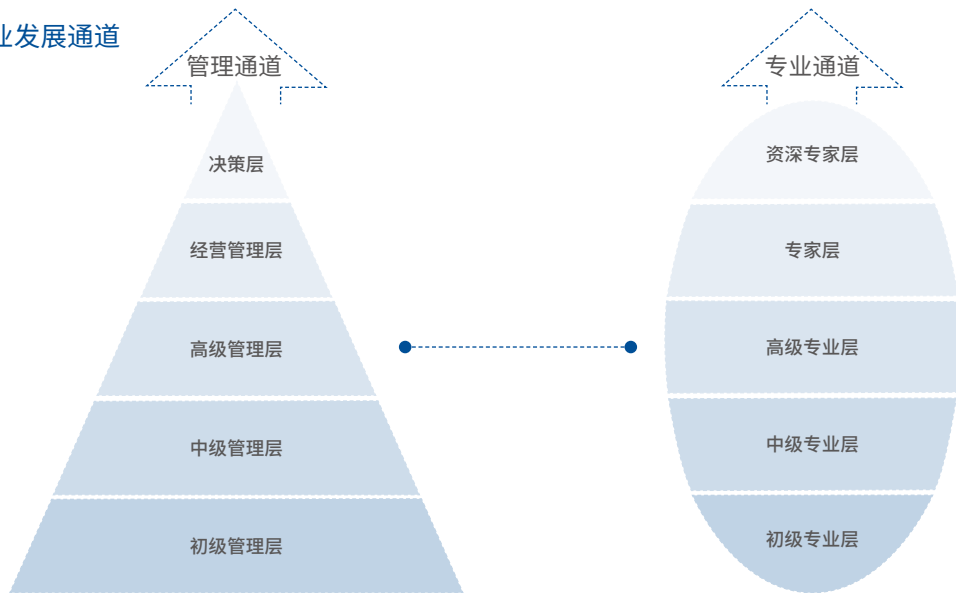 业发展通道
管理通道
决策层
经营管理层
高级管理层
中级管理层
初级管理层
专业通道
资深专家层
专家层
高级专业层
中级专业层
初级专业层